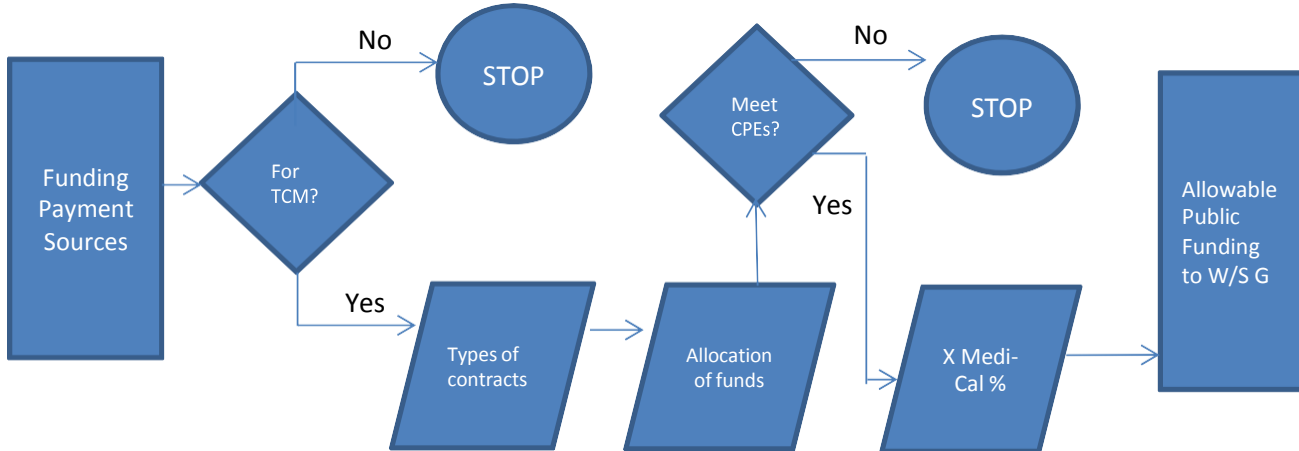 Funding
Payment
Sources
For
TCM?
No
STOP
Yes
Types of
contracts
Allocation
of funds
Meet
CPEs?
No
STOP
Yes
X Medi-
Cal %
Allowable
Public
Funding
to W/S G